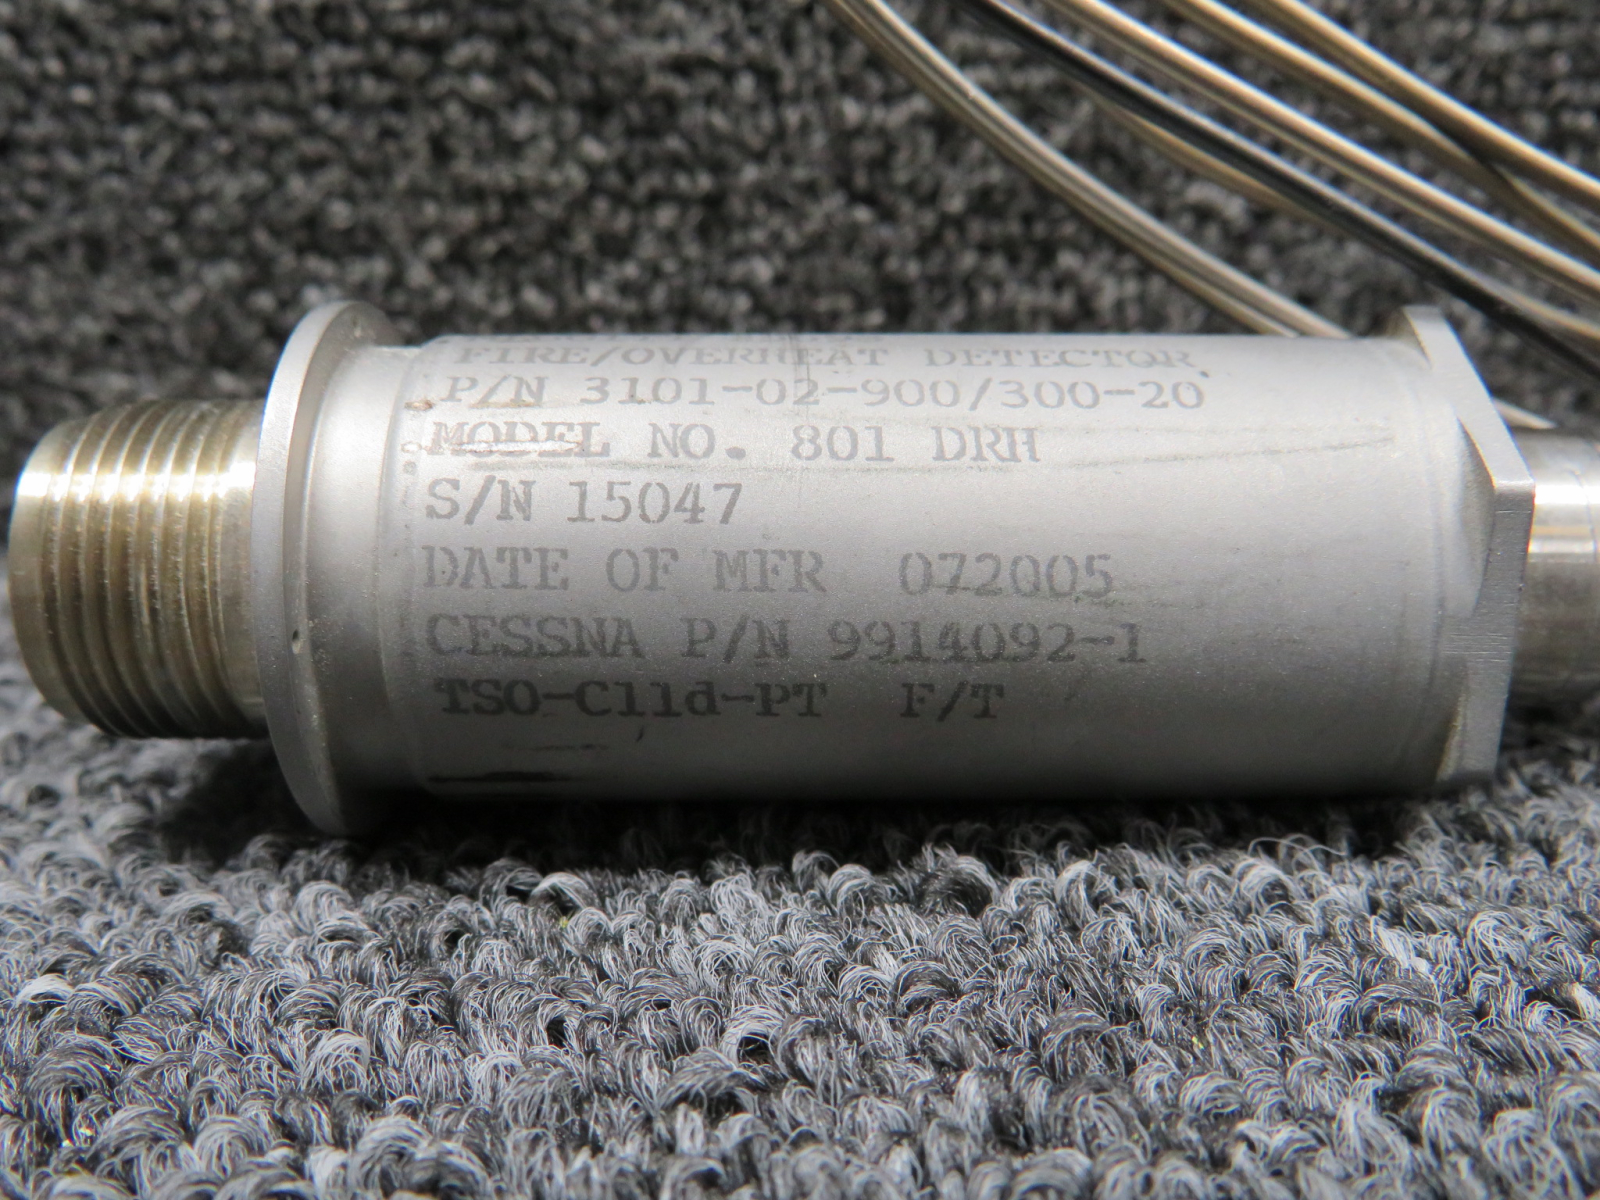 FIRE/OVERHEAT DETECTOR
P/N 3101-02-900/300-20
MODEL NO. 801 DRH
S/N 15047
DATE OF MFR 072005
CESSNA P/N 9914092-1
TSO-C11d-PT F/T